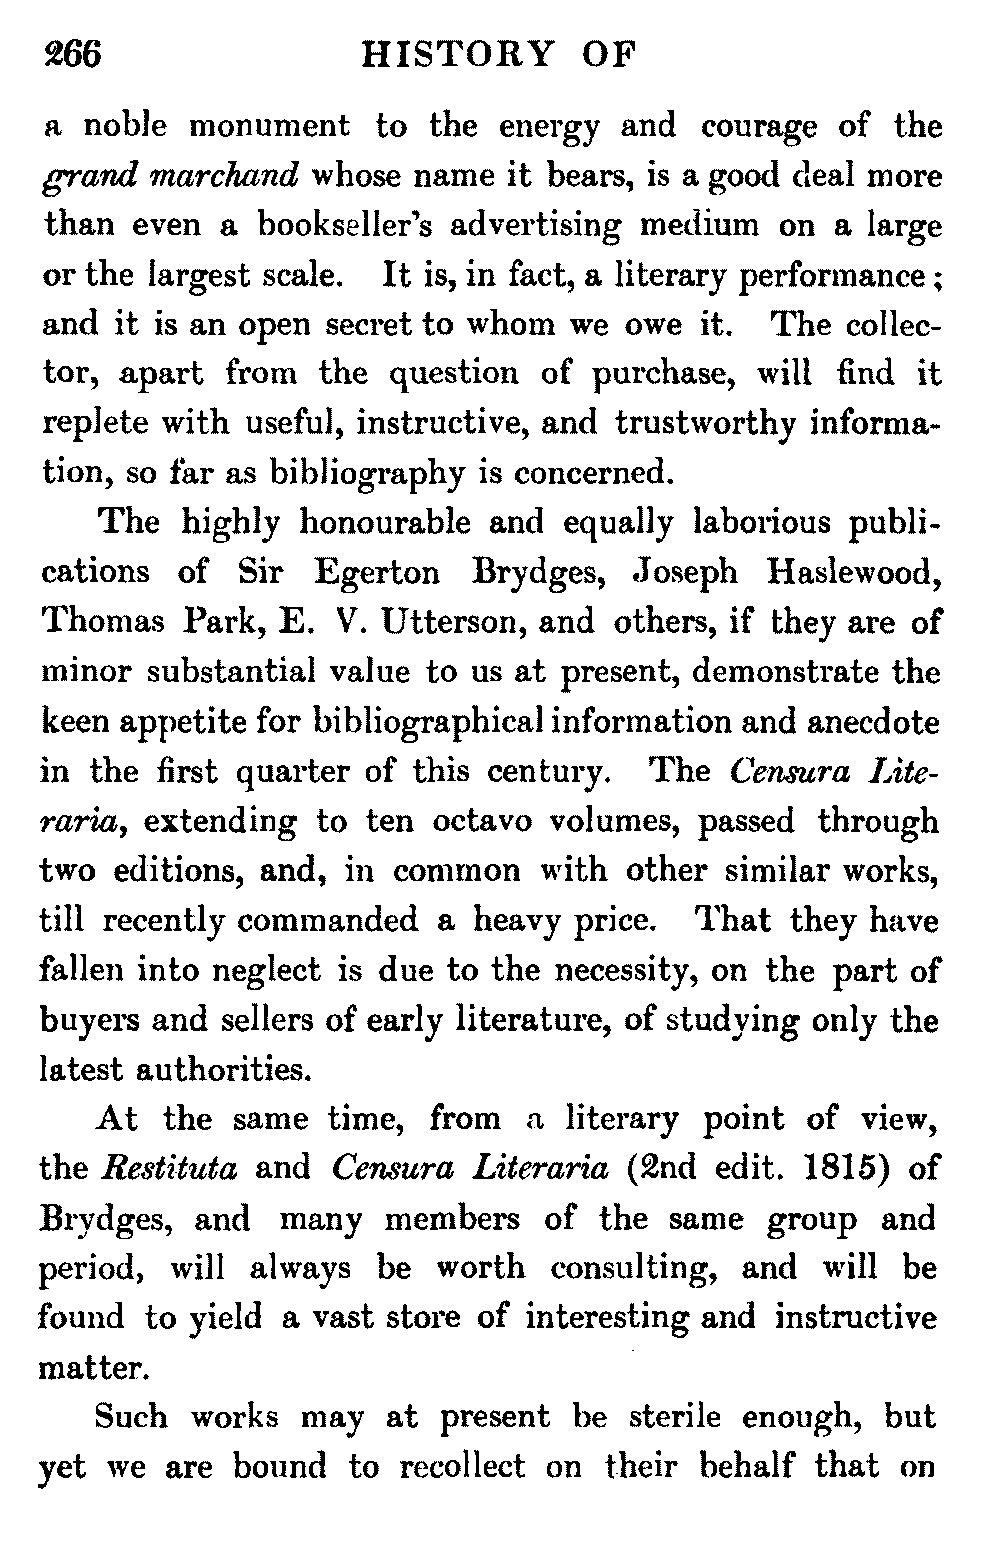 266 HISTORY OF
a noble monument to the energy and courage of the
grand marchand whose name it bears, is a good deal more
than even a bookseller's advertising medium on a large
or the largest scale. It is, in fact, a literary performance;
and it is an open secret to whom we owe it. The collec-
tor, apart from the question of purchase, will find it
replete with useful, instructive, and trustworthy informa-
tion, so far as bibliography is concerned.
The highly honourable and equally laborious publi-
cations of Sir Egerton Brydges, Joseph Haslewood,
Thomas Park, E. V. Utterson, and others, if they are of
minor substantial value to us at present, demonstrate the
keen appetite for bibliographical information and anecdote
in the first quarter of this century. The Censura Lite-
raria, extending to ten octavo volumes, passed through
two editions, and, in common with other similar works,
till recently commanded a heavy price. That they have
fallen into neglect is due to the necessity, on the part of
buyers and sellers of early literature, of studying only the
latest authorities.
At the same time, from a literary point of view,
the Restituta and Censura Literaria (2nd edit. 1815) of
Brydges, and many members of the same group and
period, will always be worth consulting, and will be
found to yield a vast store of interesting and instructive
matter.
Such works may at present be sterile enough, but
yet we are bound to recollect on their behalf that on